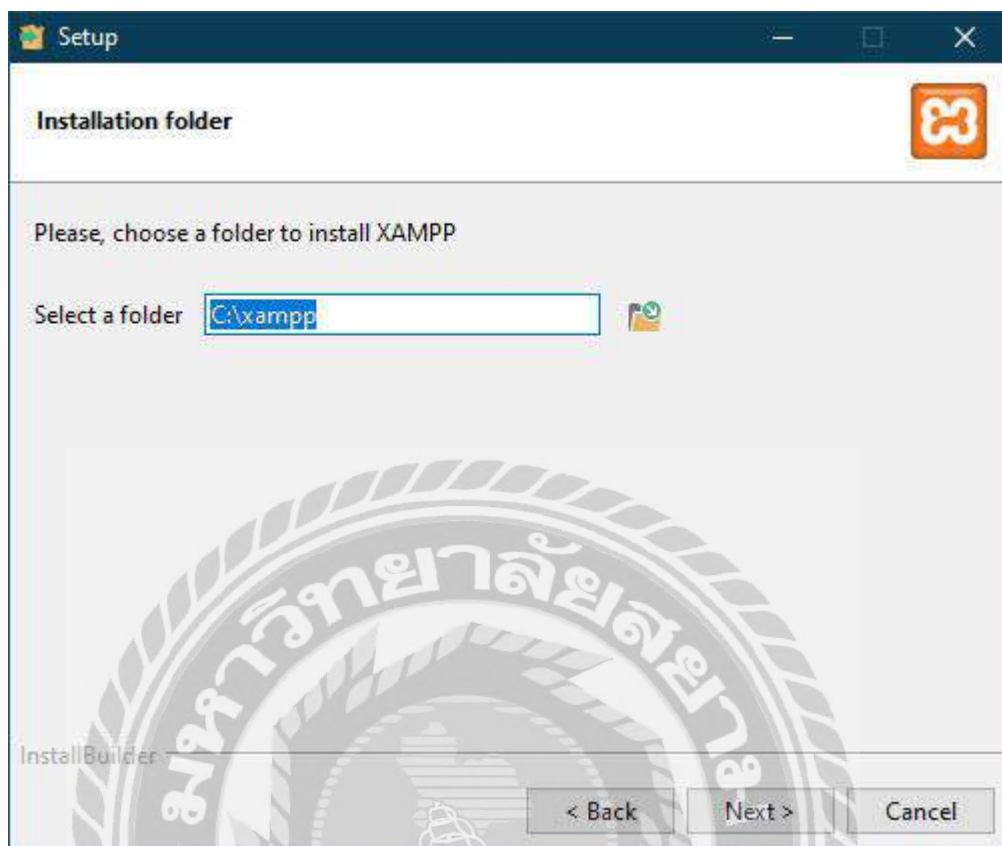 Setup
Installation folder
Please, choose a folder to install XAMPP
Select a folder C:\xampp
มหาวิทยาลัยสยาม
InstallBuilder
< Back Next > Cancel